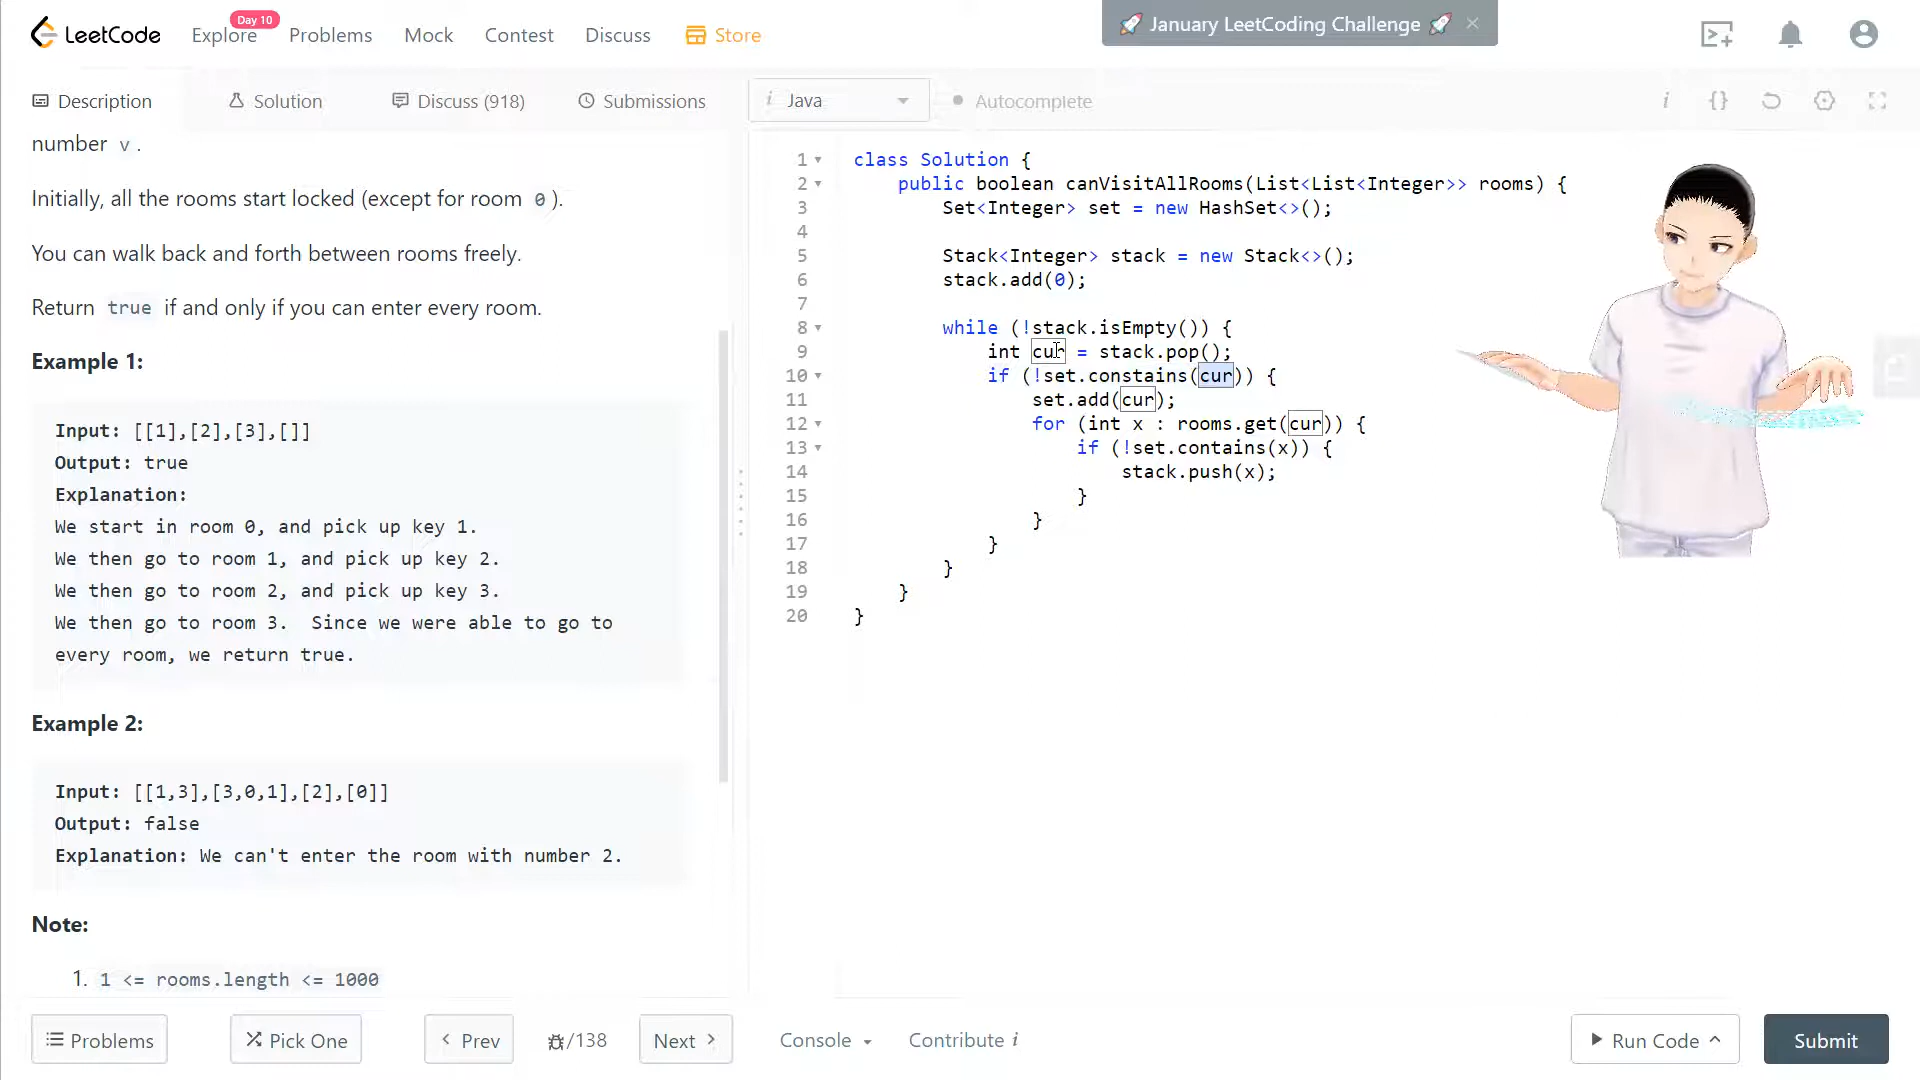 LeetCode
Explore
Day 10
Problems
Mock
Contest
Discuss
Store
🚀 January LeetCoding Challenge 🚀 ×
Description
Solution
Discuss (918)
Submissions
i Java
Autocomplete
i {}
number v .
Initially, all the rooms start locked (except for room 0 ).
You can walk back and forth between rooms freely.
Return true if and only if you can enter every room.
Example 1:
Input: [[1],[2],[3],[]]
Output: true
Explanation:
We start in room 0, and pick up key 1.
We then go to room 1, and pick up key 2.
We then go to room 2, and pick up key 3.
We then go to room 3.  Since we were able to go to
every room, we return true.
Example 2:
Input: [[1,3],[3,0,1],[2],[0]]
Output: false
Explanation: We can't enter the room with number 2.
Note:
1. 1 <= rooms.length <= 1000
1 class Solution {
2     public boolean canVisitAllRooms(List<List<Integer>> rooms) {
3         Set<Integer> set = new HashSet<>();
4
5         Stack<Integer> stack = new Stack<>();
6         stack.add(0);
7
8         while (!stack.isEmpty()) {
9             int cur = stack.pop();
10             if (!set.constains(cur)) {
11                 set.add(cur);
12                 for (int x : rooms.get(cur)) {
13                     if (!set.contains(x)) {
14                         stack.push(x);
15                     }
16                 }
17             }
18         }
19     }
20 }
Problems
Pick One
‹ Prev
/138
Next ›
Console
Contribute i
Run Code
Submit